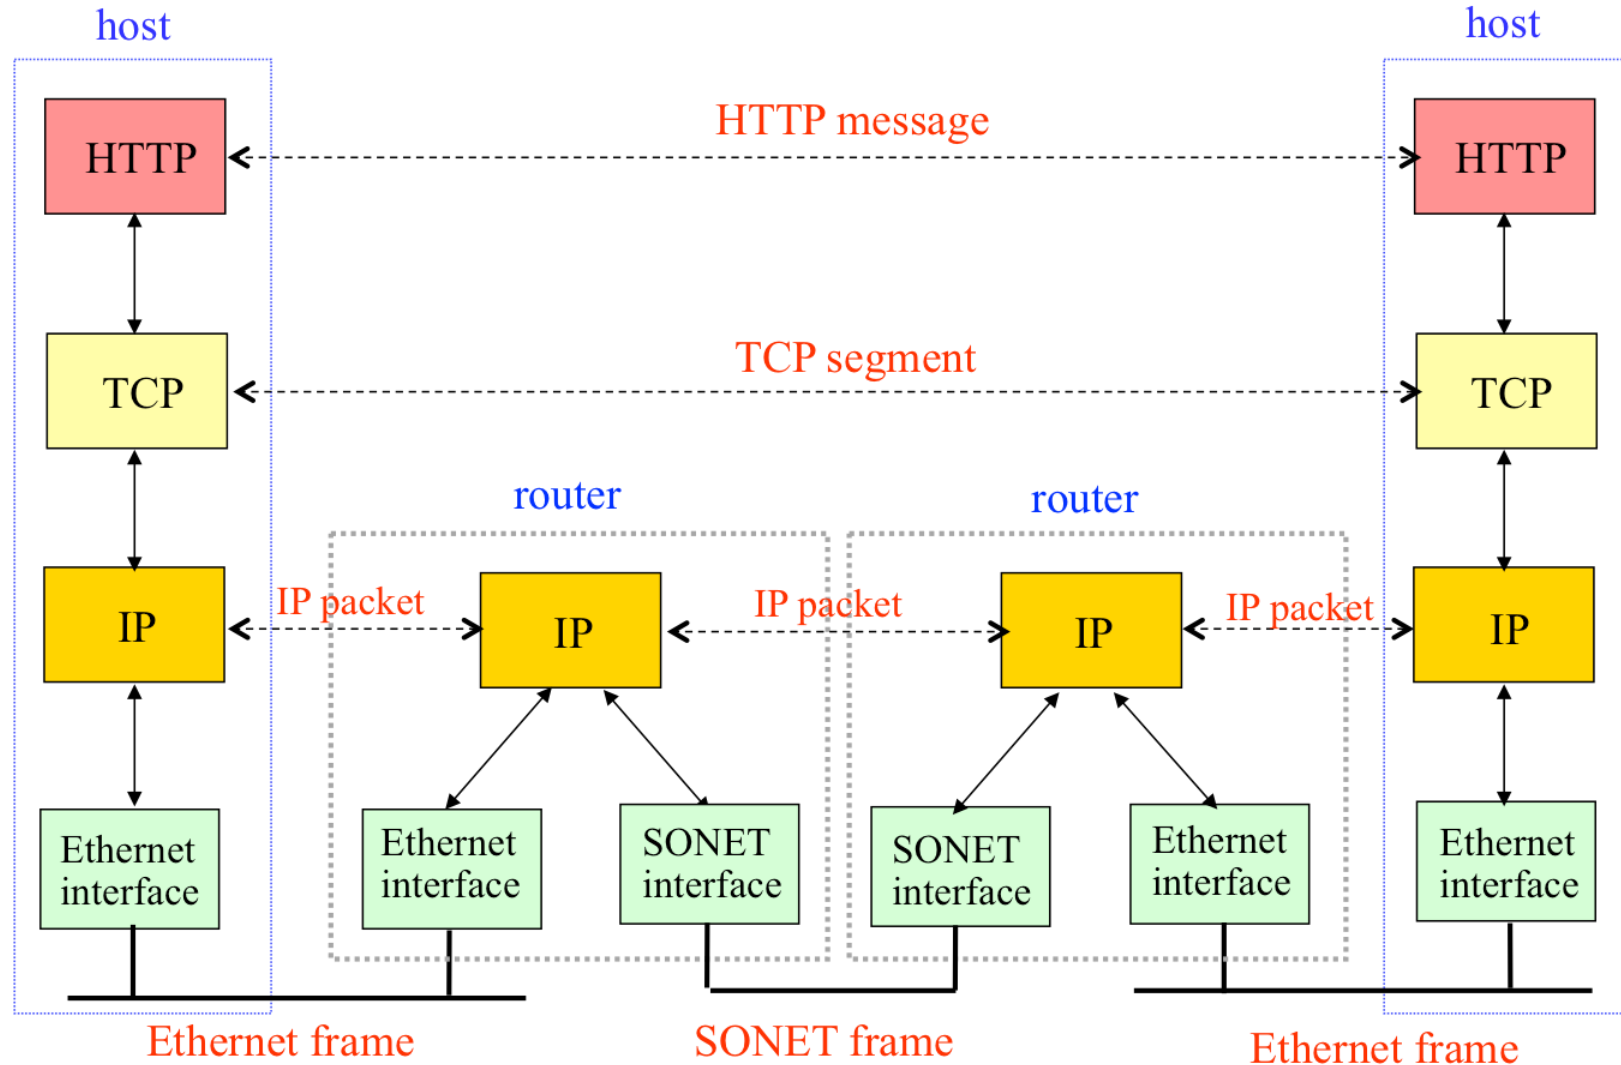 host
host
HTTP
HTTP message
HTTP
TCP
TCP segment
TCP
router
router
IP
IP packet
IP
IP packet
IP
IP packet
IP
Ethernet
interface
Ethernet
interface
SONET
interface
SONET
interface
Ethernet
interface
Ethernet
interface
Ethernet frame
SONET frame
Ethernet frame